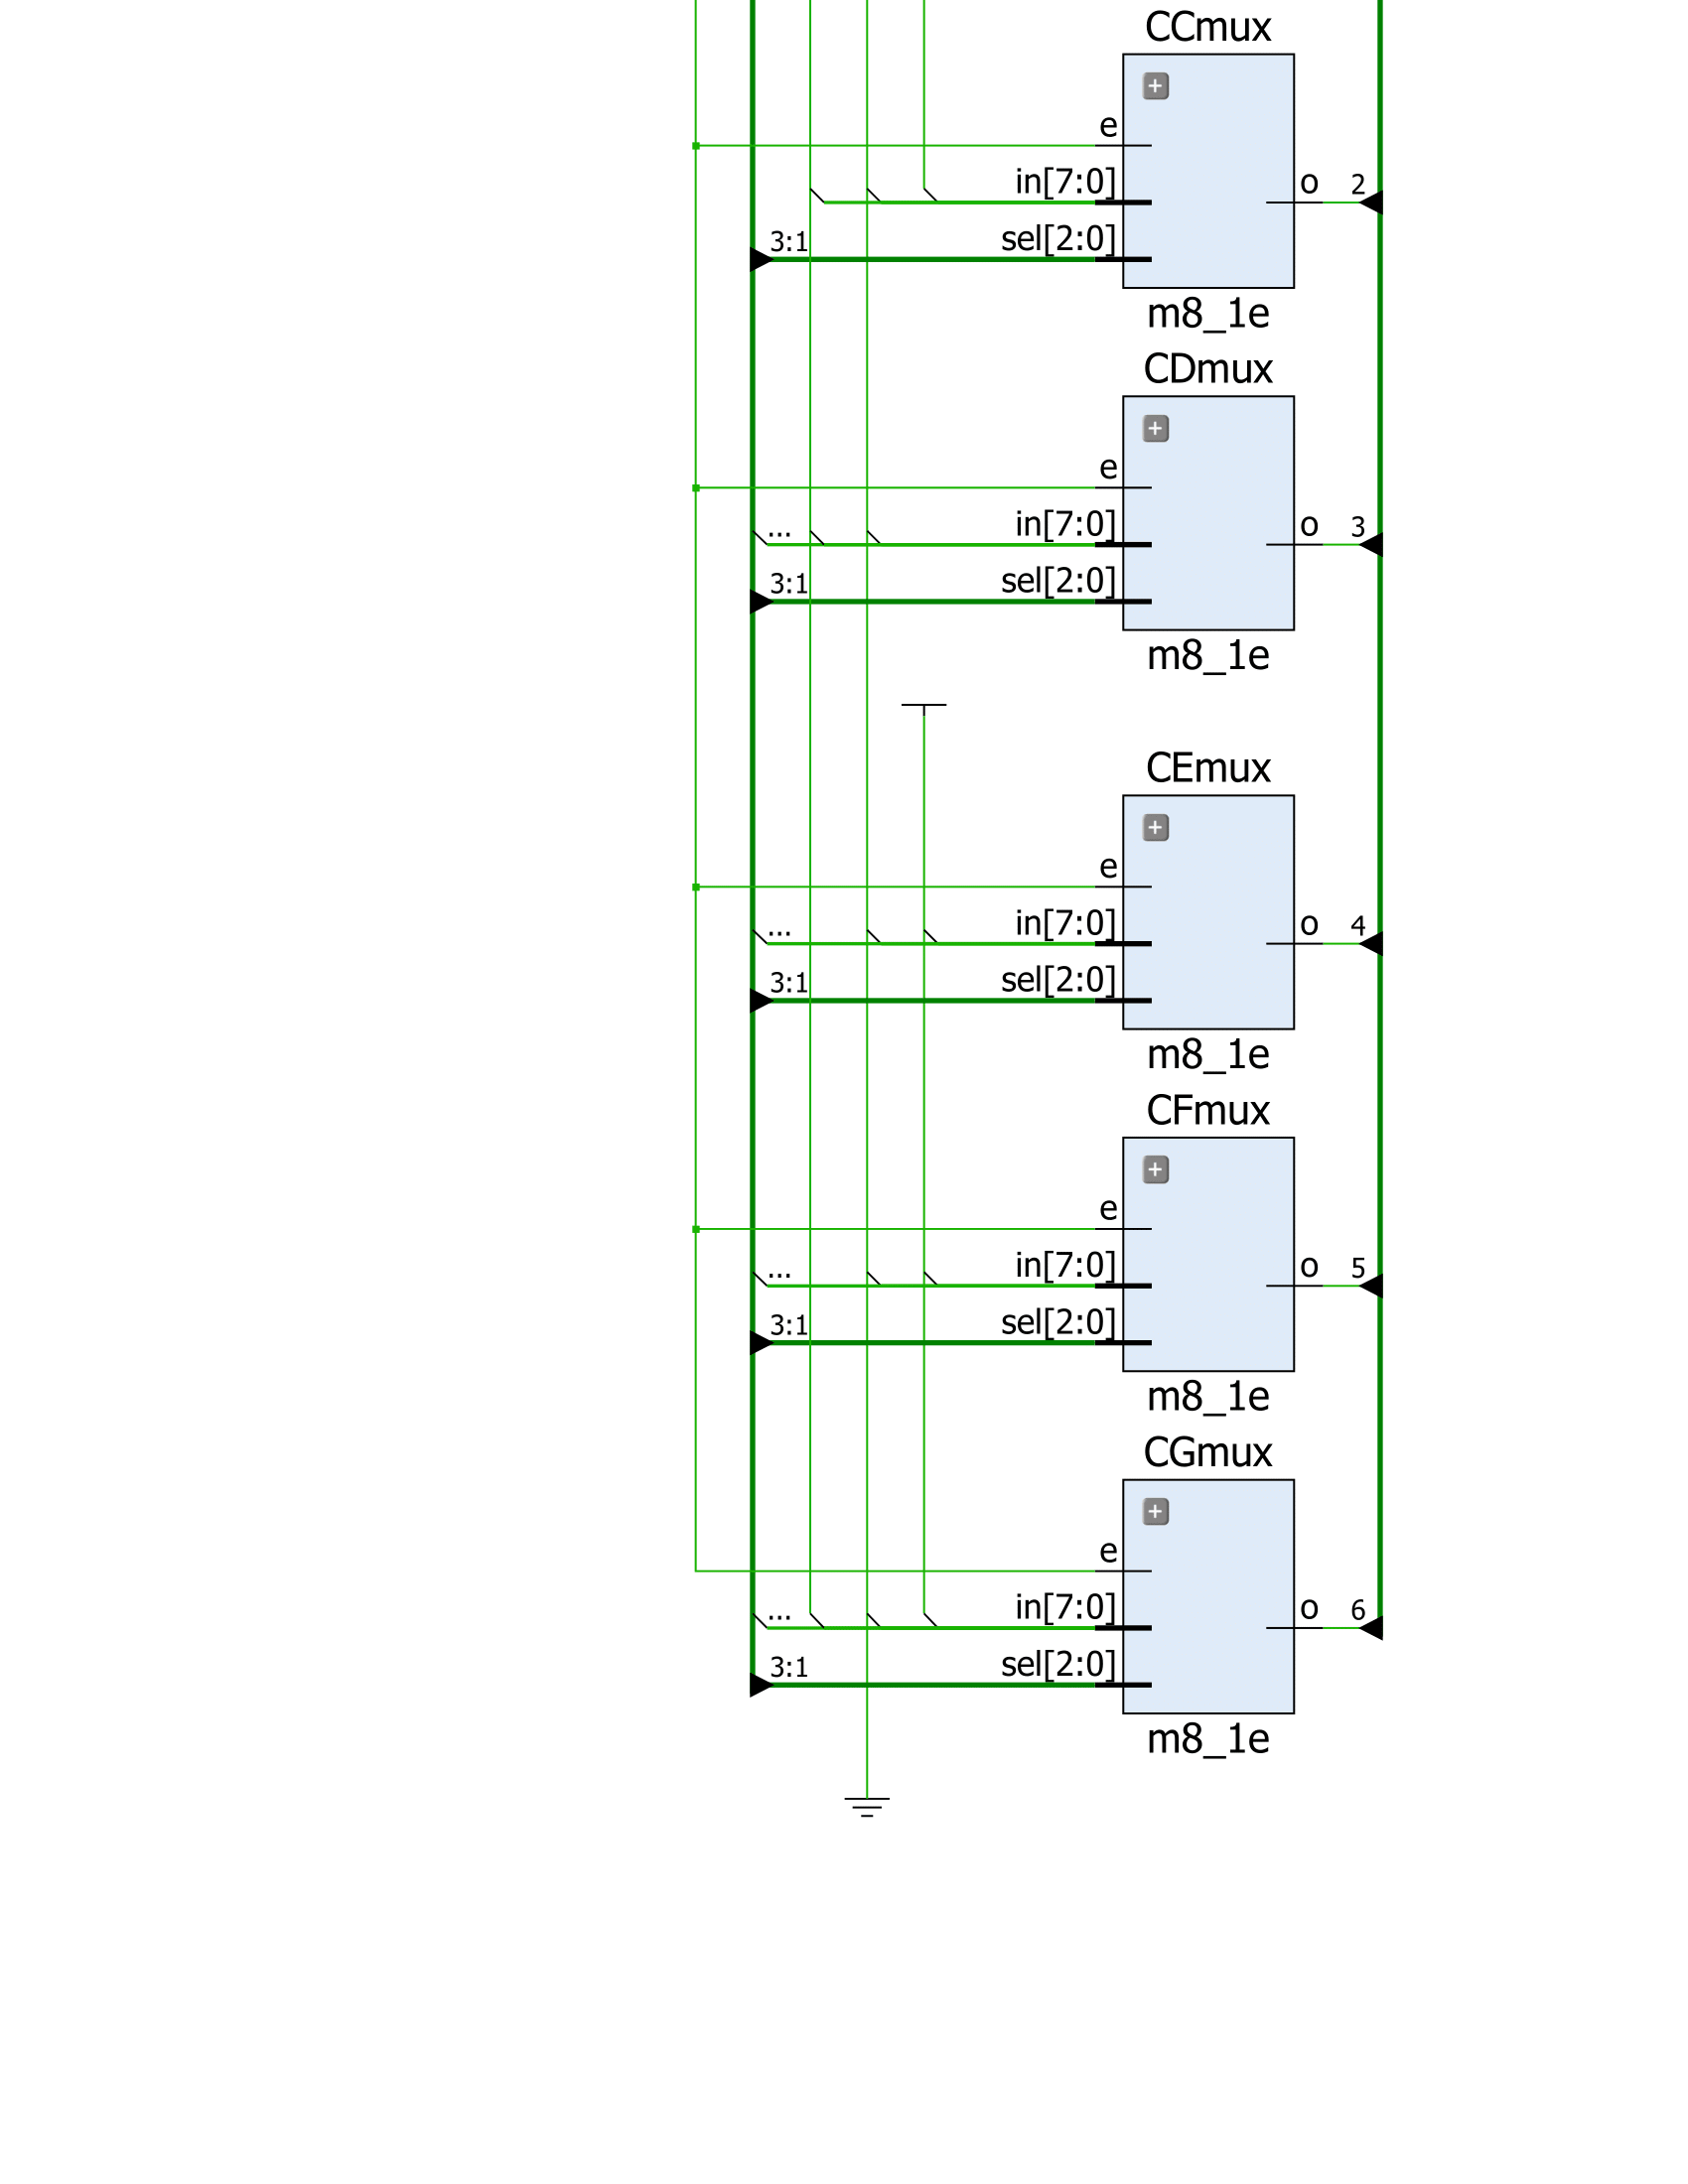 CCmux
e
in[7:0]
o 2
3:1 sel[2:0]
m8_1e
CDmux
e
... in[7:0]
o 3
3:1 sel[2:0]
m8_1e
CEmux
e
... in[7:0]
o 4
3:1 sel[2:0]
m8_1e
CFmux
e
... in[7:0]
o 5
3:1 sel[2:0]
m8_1e
CGmux
e
... in[7:0]
o 6
3:1 sel[2:0]
m8_1e